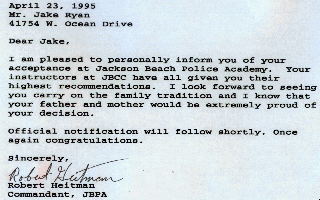 April 23, 1995
Mr. Jake Ryan
41754 W. Ocean Drive
Dear Jake,
I am pleased to personally inform you of your
acceptance at Jackson Beach Police Academy. Your
instructors at JBCC have all given you their
highest recommendations. I look forward to seeing
you carry on the family tradition and I know that
your father and mother would be extremely proud of
your decision.
Official notification will follow shortly. Once
again congratulations.
Sincerely,
Robert Heitman
Robert Heitman
Commandant, JBPA